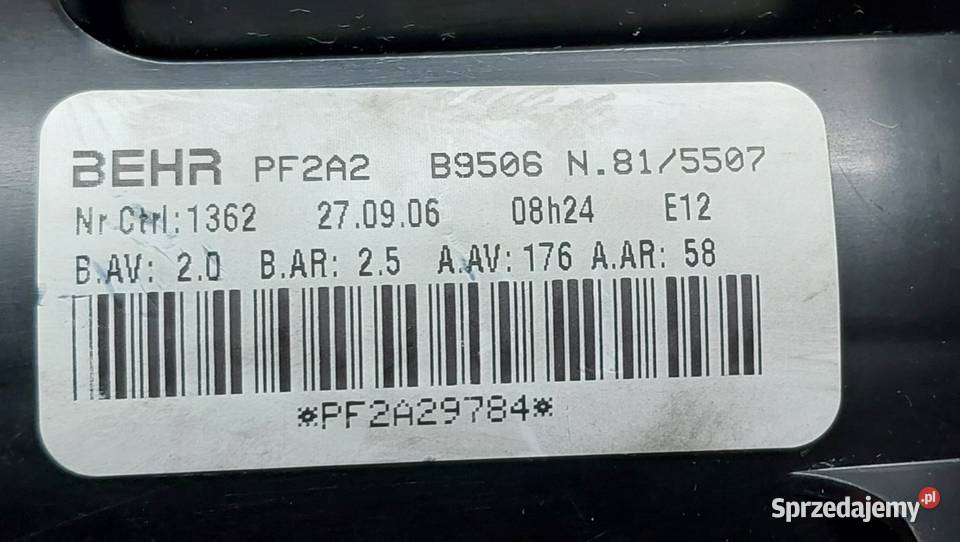 BEHR PF2A2 B9506 N.81/5507
Nr Ctrl:1362 27.09.06 08h24 E12
B.AV: 2.0 B.AR: 2.5 A.AV:176 A.AR: 58
*PF2A29784*
Sprzedajemy.pl